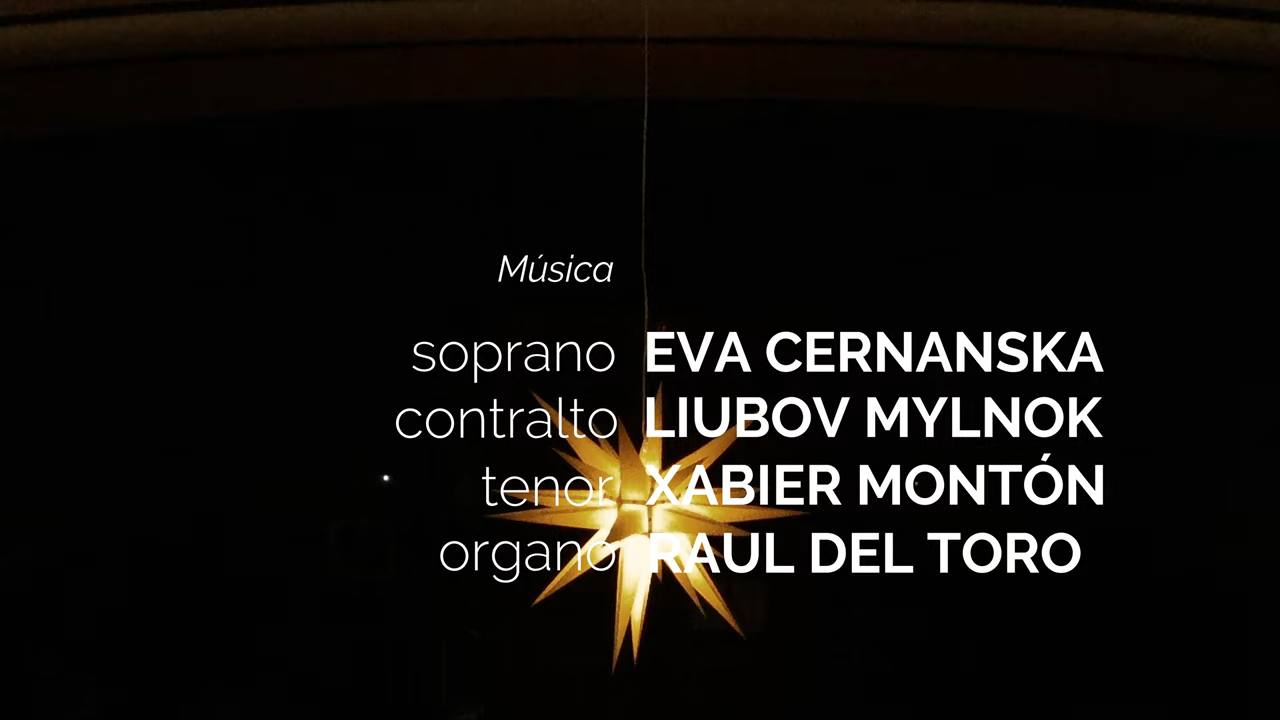 Música
soprano EVA CERNANSKA
contralto LIUBOV MYLNOK
tenor XABIER MONTÓN
organo RAUL DEL TORO